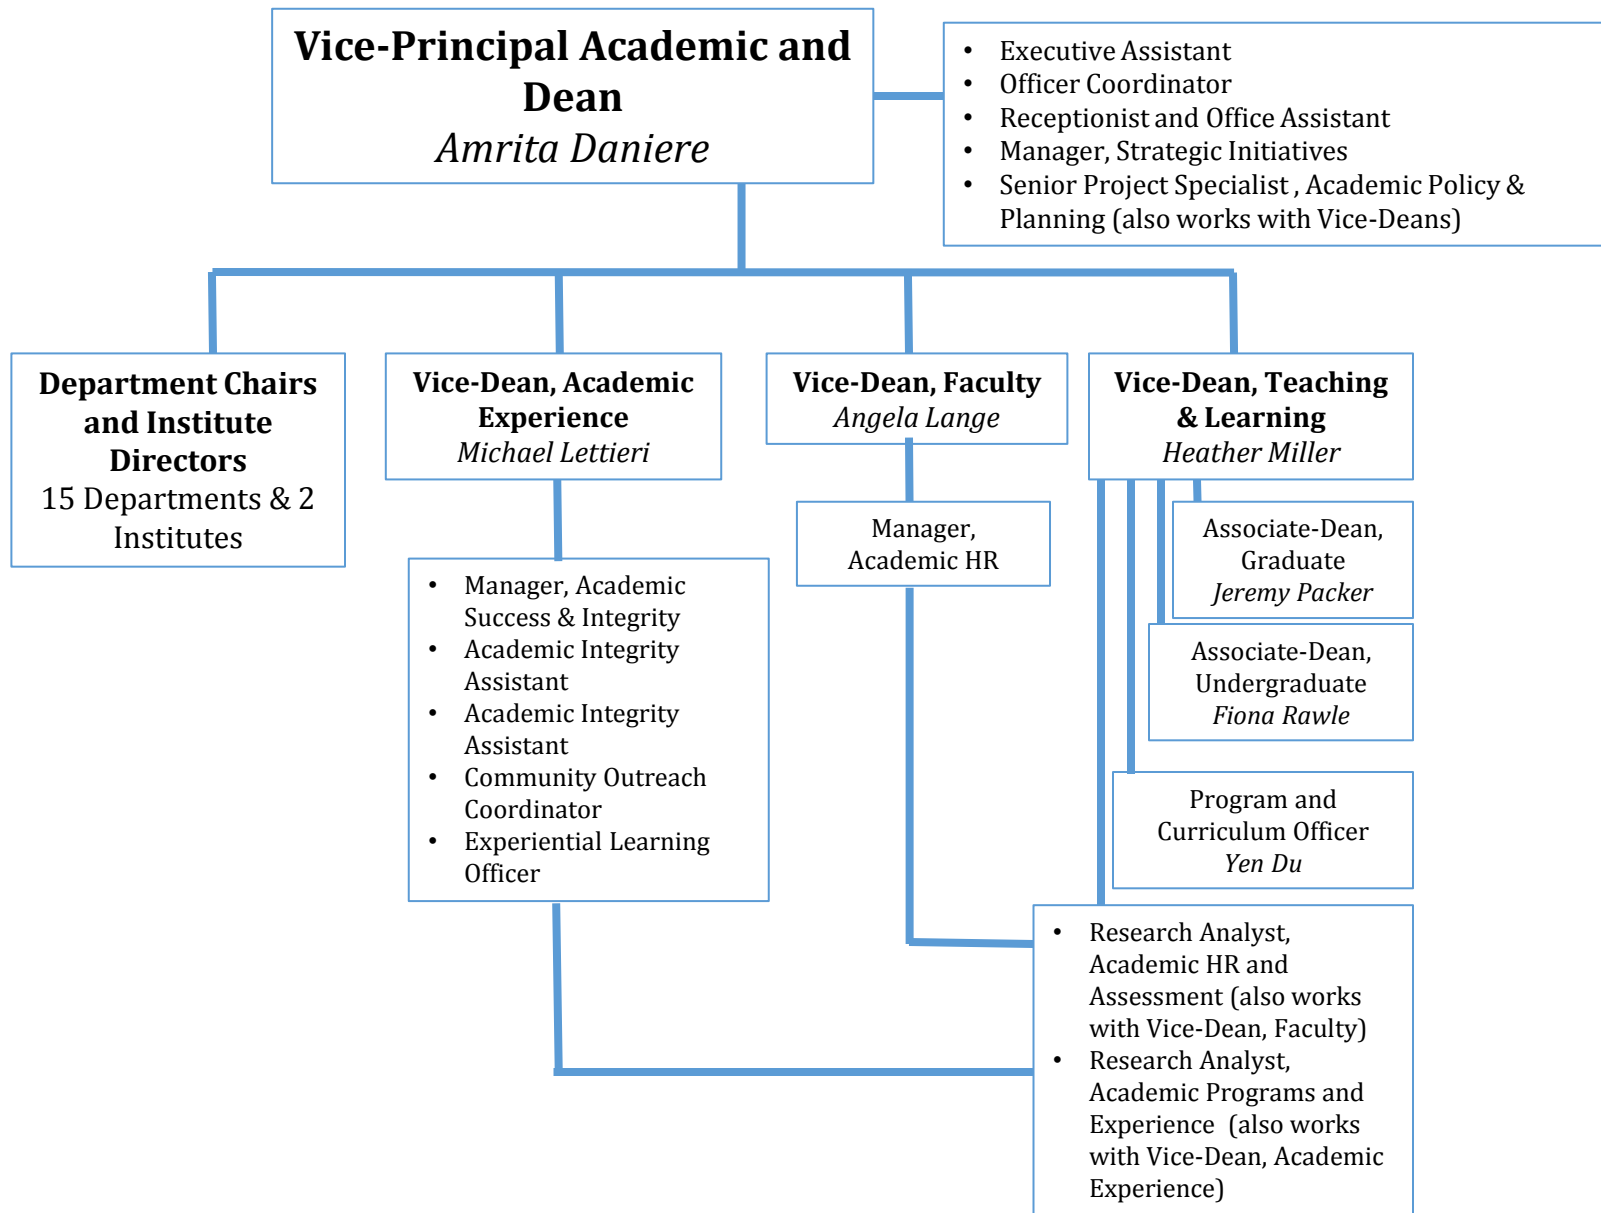 Vice-Principal Academic and
Dean
Amrita Daniere
• Executive Assistant
• Officer Coordinator
• Receptionist and Office Assistant
• Manager, Strategic Initiatives
• Senior Project Specialist , Academic Policy &
Planning (also works with Vice-Deans)
Department Chairs
and Institute
Directors
15 Departments & 2
Institutes
Vice-Dean, Academic
Experience
Michael Lettieri
Vice-Dean, Faculty
Angela Lange
Vice-Dean, Teaching
& Learning
Heather Miller
• Manager, Academic
Success & Integrity
• Academic Integrity
Assistant
• Academic Integrity
Assistant
• Community Outreach
Coordinator
• Experiential Learning
Officer
Manager,
Academic HR
Associate-Dean,
Graduate
Jeremy Packer
Associate-Dean,
Undergraduate
Fiona Rawle
Program and
Curriculum Officer
Yen Du
• Research Analyst,
Academic HR and
Assessment (also works
with Vice-Dean, Faculty)
• Research Analyst,
Academic Programs and
Experience (also works
with Vice-Dean, Academic
Experience)